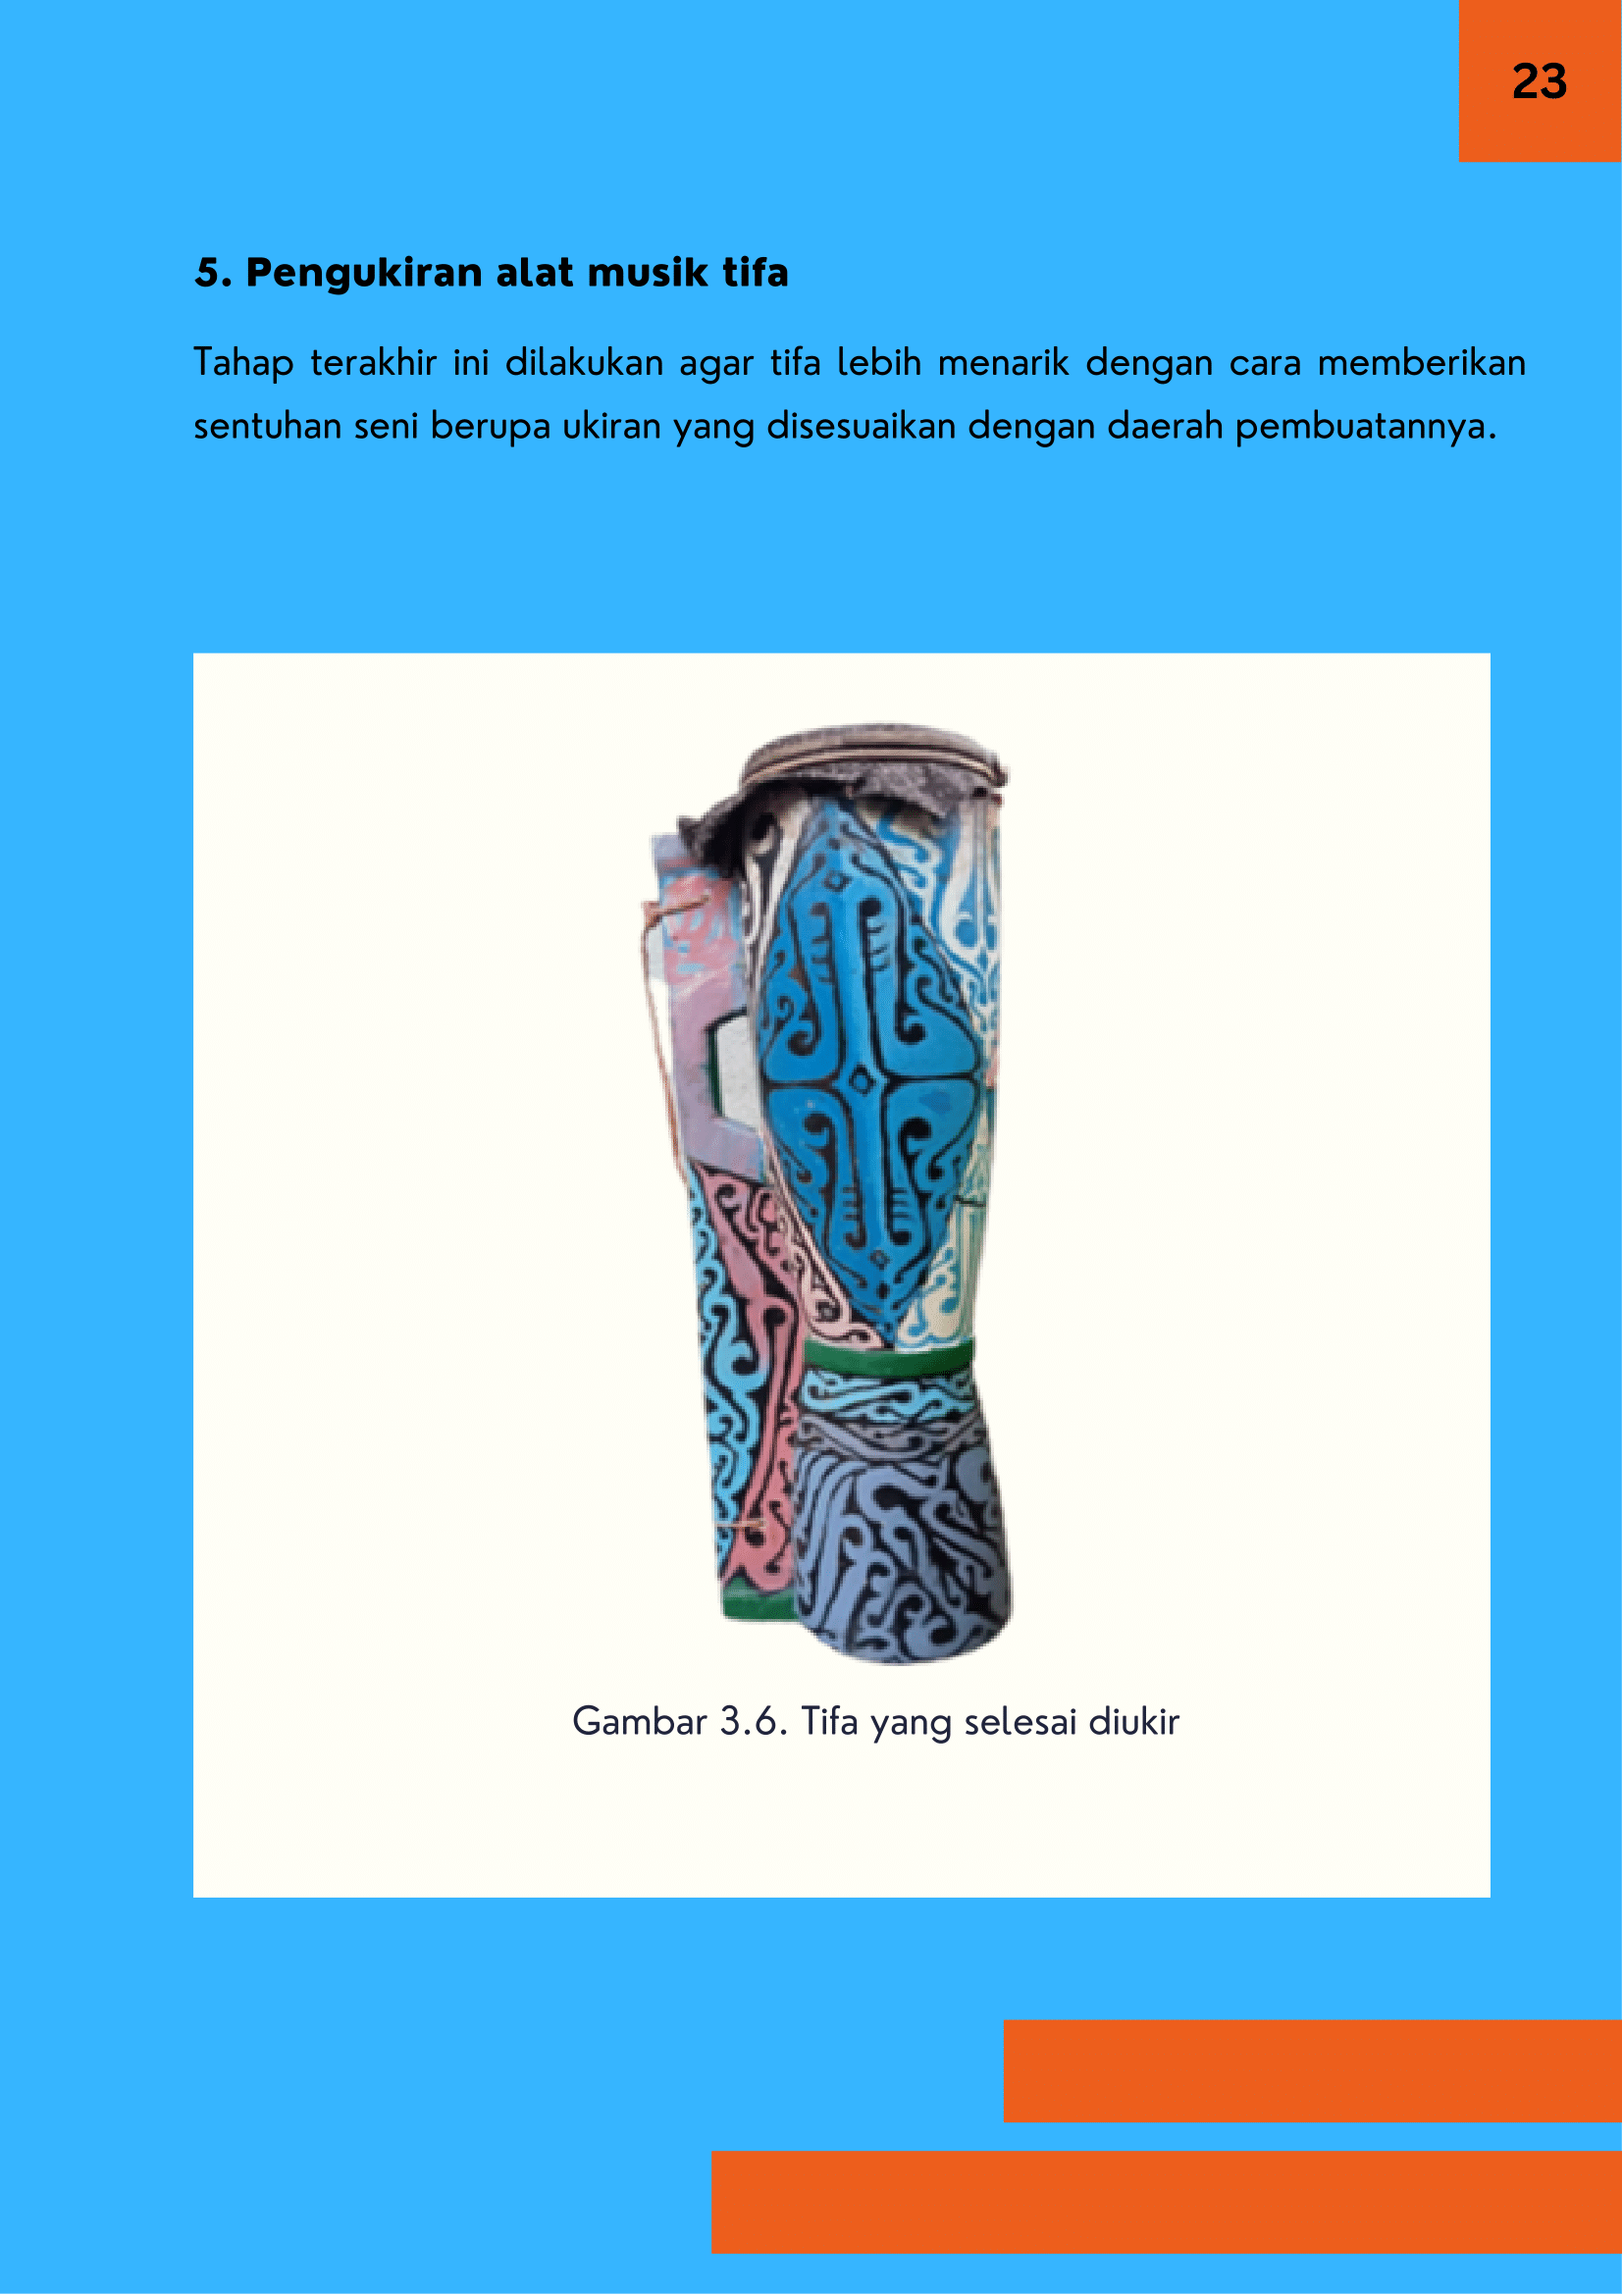 23
5. Pengukiran alat musik tifa
Tahap terakhir ini dilakukan agar tifa lebih menarik dengan cara memberikan
sentuhan seni berupa ukiran yang disesuaikan dengan daerah pembuatannya.
Gambar 3.6. Tifa yang selesai diukir